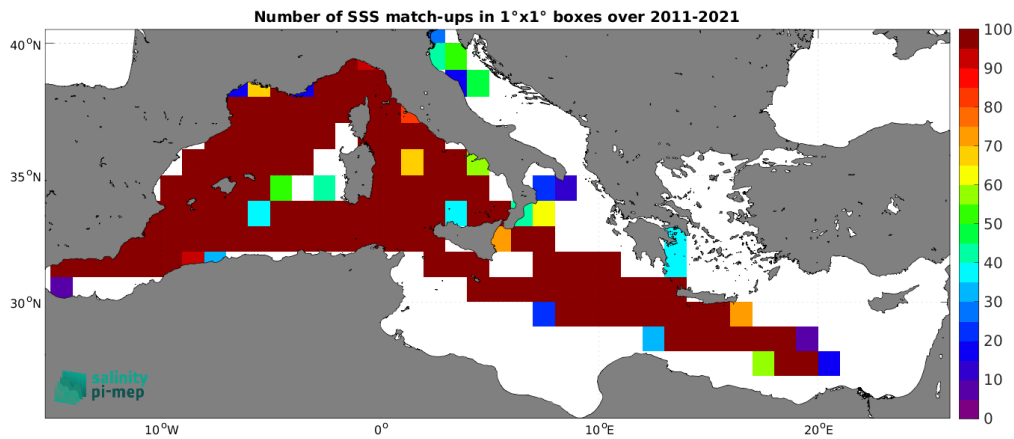 Number of SSS match-ups in 1°x1° boxes over 2011-2021
40°N
35°N
30°N
10°W
0°
10°E
20°E
100
90
80
70
60
50
40
30
20
10
0
salinity
pi-mep